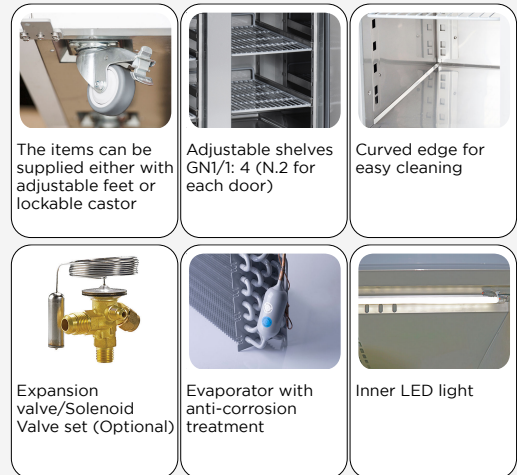 The items can be
supplied either with
adjustable feet or
lockable castor
Adjustable shelves
GN1/1: 4 (N.2 for
each door)
Curved edge for
easy cleaning
Expansion
valve/Solenoid
Valve set (Optional)
Evaporator with
anti-corrosion
treatment
Inner LED light